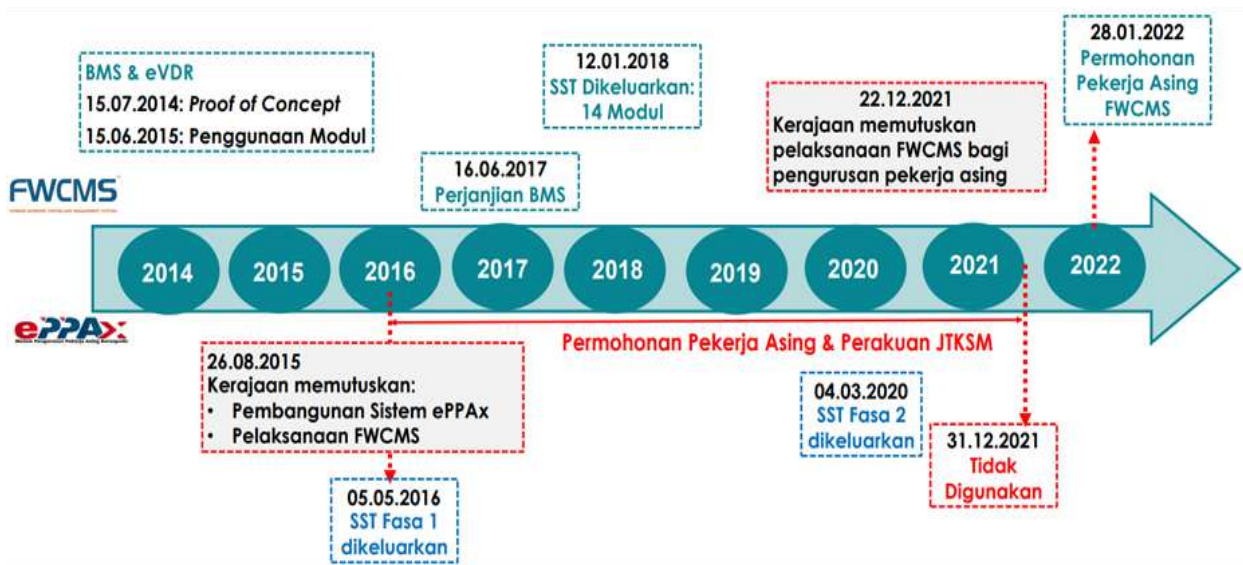 BMS & eVDR
15.07.2014: Proof of Concept
15.06.2015: Penggunaan Modul
12.01.2018
SST Dikeluarkan:
14 Modul
28.01.2022
Permohonan
Pekerja Asing
FWCMS
22.12.2021
Kerajaan memutuskan
pelaksanaan FWCMS bagi
pengurusan pekerja asing
16.06.2017
Perjanjian BMS
FWCMS
2014
2015
2016
2017
2018
2019
2020
2021
2022
ePPAx
Permohonan Pekerja Asing & Perakuan JTKSM
26.08.2015
Kerajaan memutuskan:
• Pembangunan Sistem ePPAx
• Pelaksanaan FWCMS
04.03.2020
SST Fasa 2
dikeluarkan
31.12.2021
Tidak
Digunakan
05.05.2016
SST Fasa 1
dikeluarkan